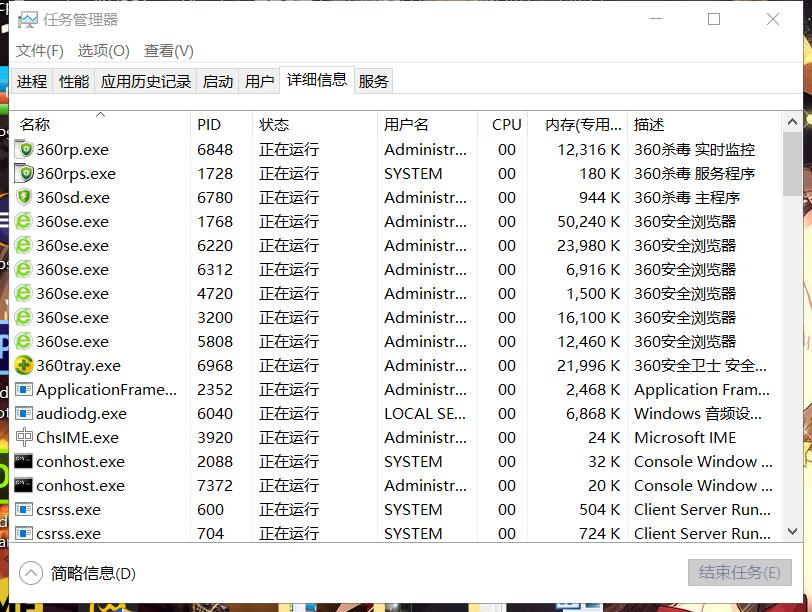 任务管理器
文件(F) 选项(O) 查看(V)
进程 性能 应用历史记录 启动 用户 详细信息 服务
名称 PID 状态 用户名 CPU 内存(专用... 描述
360rp.exe 6848 正在运行 Administr... 00 12,316 K 360杀毒 实时监控
360rps.exe 1728 正在运行 SYSTEM 00 180 K 360杀毒 服务程序
360sd.exe 6780 正在运行 Administr... 00 944 K 360杀毒 主程序
360se.exe 1768 正在运行 Administr... 00 50,240 K 360安全浏览器
360se.exe 6220 正在运行 Administr... 00 23,980 K 360安全浏览器
360se.exe 6312 正在运行 Administr... 00 6,916 K 360安全浏览器
360se.exe 4720 正在运行 Administr... 00 1,500 K 360安全浏览器
360se.exe 3200 正在运行 Administr... 00 16,100 K 360安全浏览器
360se.exe 5808 正在运行 Administr... 00 12,460 K 360安全浏览器
360tray.exe 6968 正在运行 Administr... 00 21,996 K 360安全卫士 安全...
ApplicationFrame... 2352 正在运行 Administr... 00 2,468 K Application Fram...
audiodg.exe 6040 正在运行 LOCAL SE... 00 6,868 K Windows 音频设...
ChsIME.exe 3920 正在运行 Administr... 00 24 K Microsoft IME
conhost.exe 2088 正在运行 SYSTEM 00 32 K Console Window ...
conhost.exe 7372 正在运行 Administr... 00 20 K Console Window ...
csrss.exe 600 正在运行 SYSTEM 00 504 K Client Server Run...
csrss.exe 704 正在运行 SYSTEM 00 724 K Client Server Run...
简略信息(D) 结束任务(E)